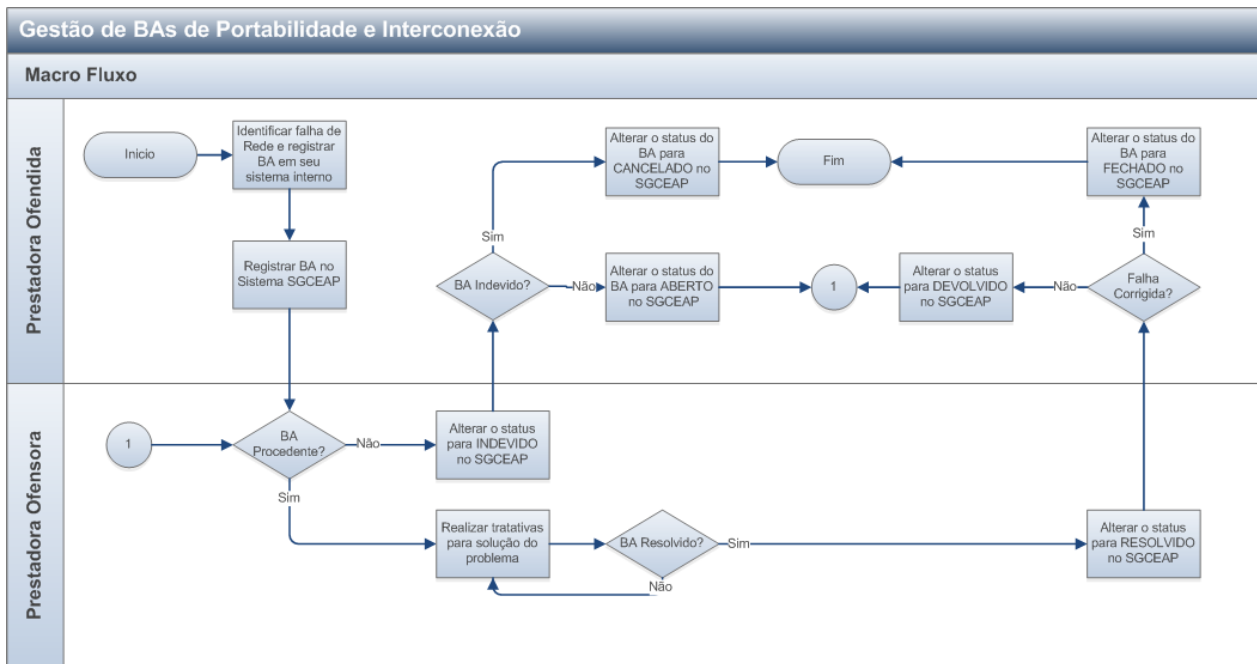 Gestão de BAs de Portabilidade e Interconexão
Macro Fluxo
Prestadora Ofendida
Inicio
Identificar falha de
Rede e registrar
BA em seu
sistema interno
Alterar o status do
BA para
CANCELADO no
SGCEAP
Fim
Alterar o status do
BA para
FECHADO no
SGCEAP
Sim
Sim
Registrar BA no
Sistema SGCEAP
BA Indevido?
Não
Alterar o status do
BA para ABERTO
no SGCEAP
1
Alterar o status
para DEVOLVIDO
no SGCEAP
Não
Falha
Corrigida?
Prestadora Ofensora
1
BA
Procedente?
Não
Alterar o status
para INDEVIDO
no SGCEAP
Sim
Realizar tratativas
para solução do
problema
BA Resolvido?
Sim
Não
Alterar o status
para RESOLVIDO
no SGCEAP